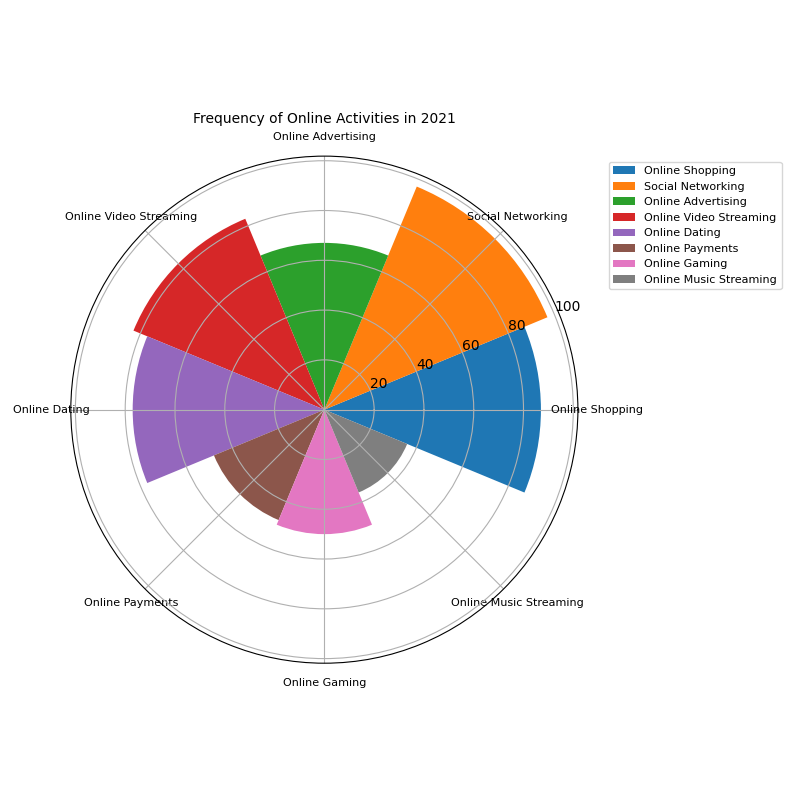 Frequency of Online Activities in 2021
Online Advertising
Online Video Streaming
Social Networking
Online Dating
Online Shopping
Online Payments
Online Music Streaming
Online Gaming
20
40
60
80
100
Online Shopping
Social Networking
Online Advertising
Online Video Streaming
Online Dating
Online Payments
Online Gaming
Online Music Streaming